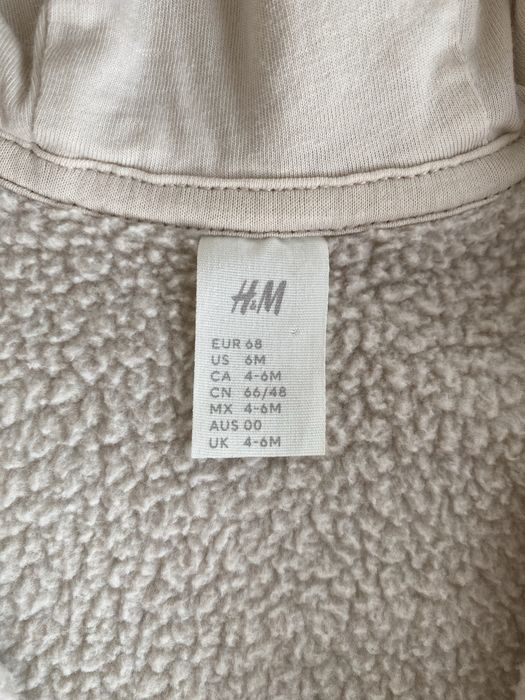 H&M
EUR 68
US 6M
CA 4-6M
CN 66/48
MX 4-6M
AUS 00
UK 4-6M